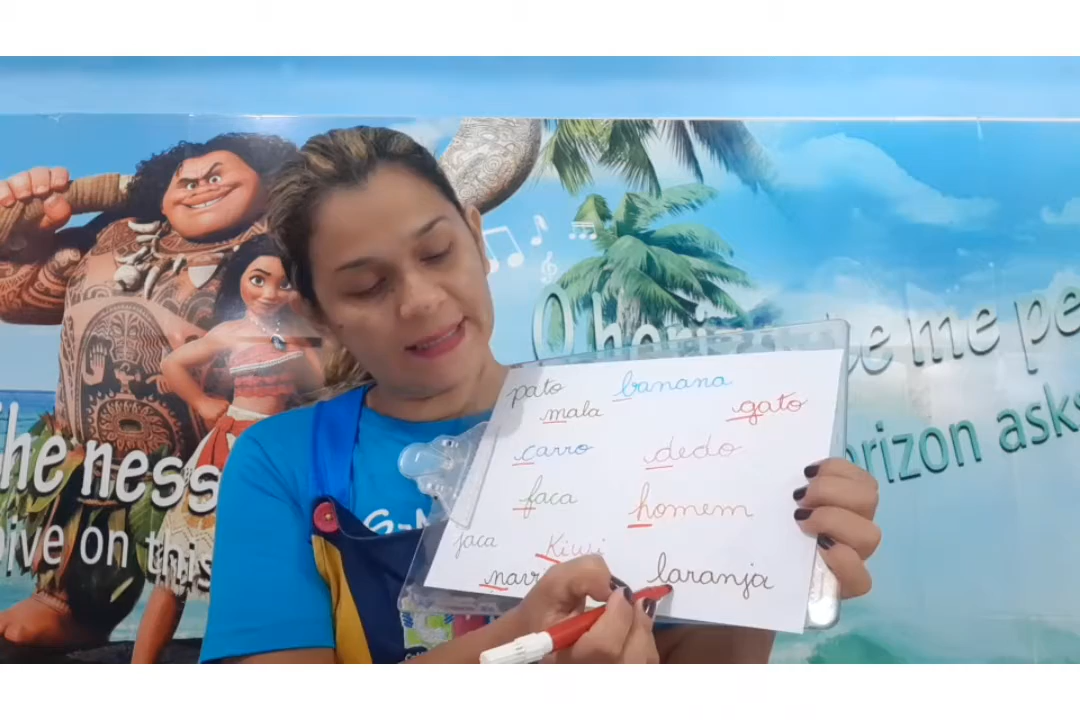 pato banana
mala gato
carro dedo
faca homem
jaca Kiwi
laranja
O horiz be me pe
orizon asks
he ness
on this